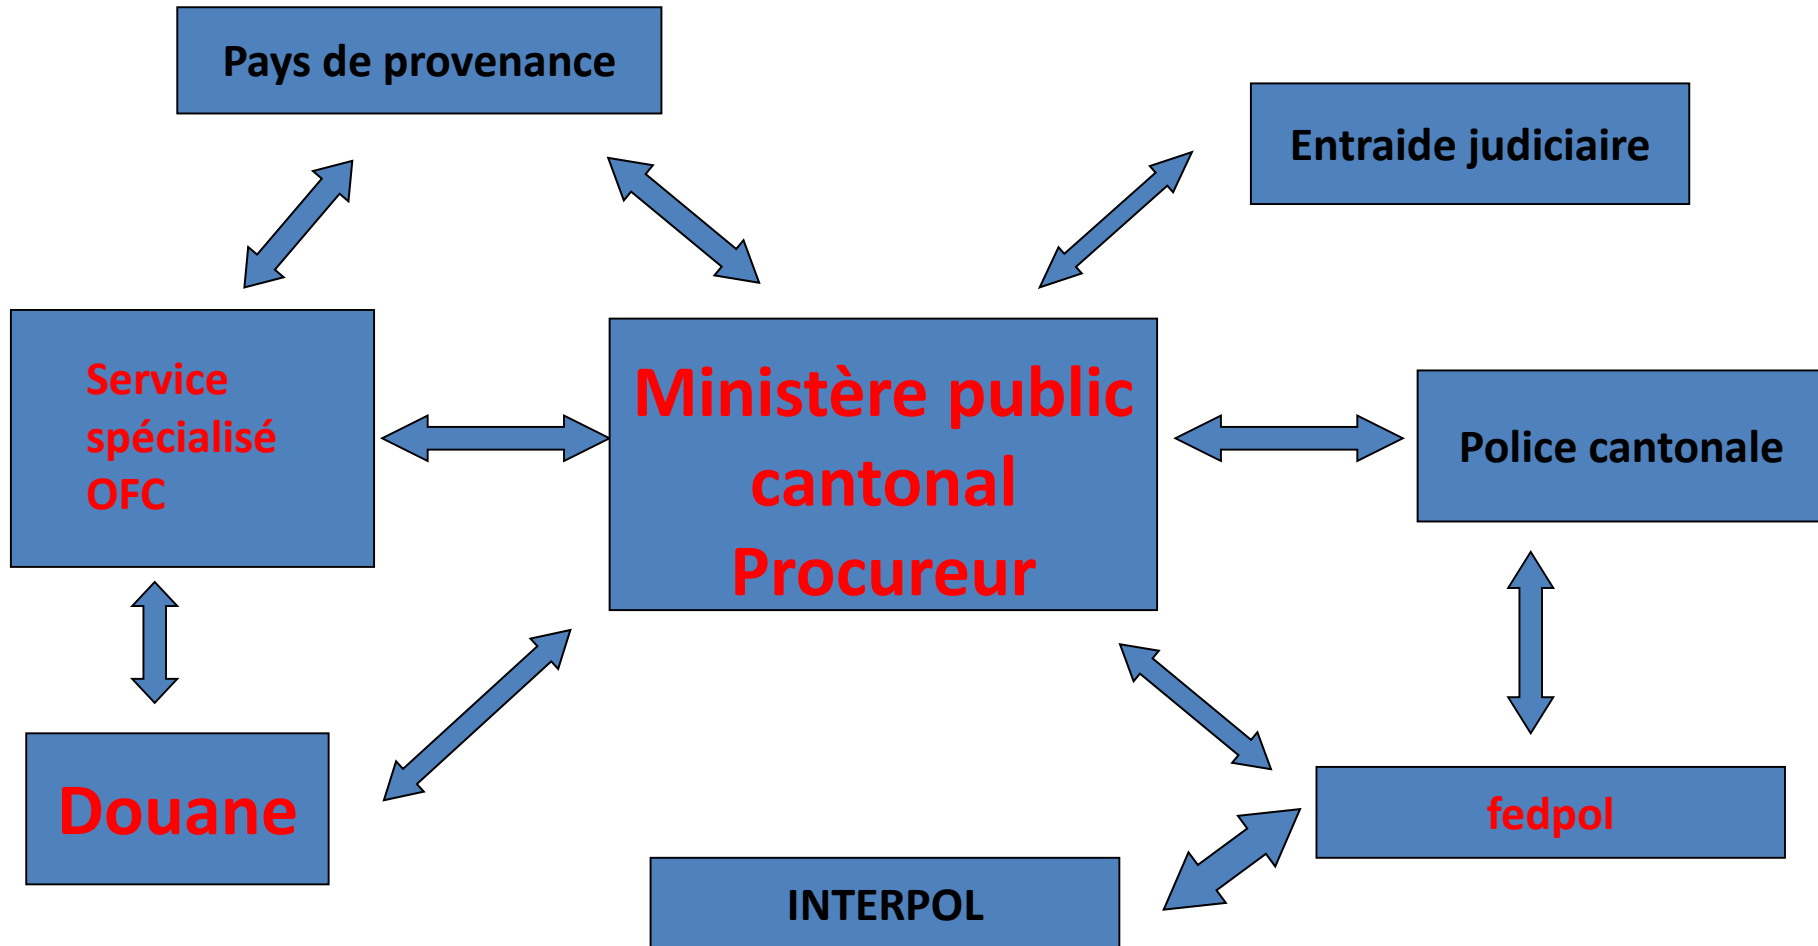 Pays de provenance
Entraide judiciaire
Service
spécialisé
OFC
Ministère public
cantonal
Procureur
Police cantonale
Douane
fedpol
INTERPOL